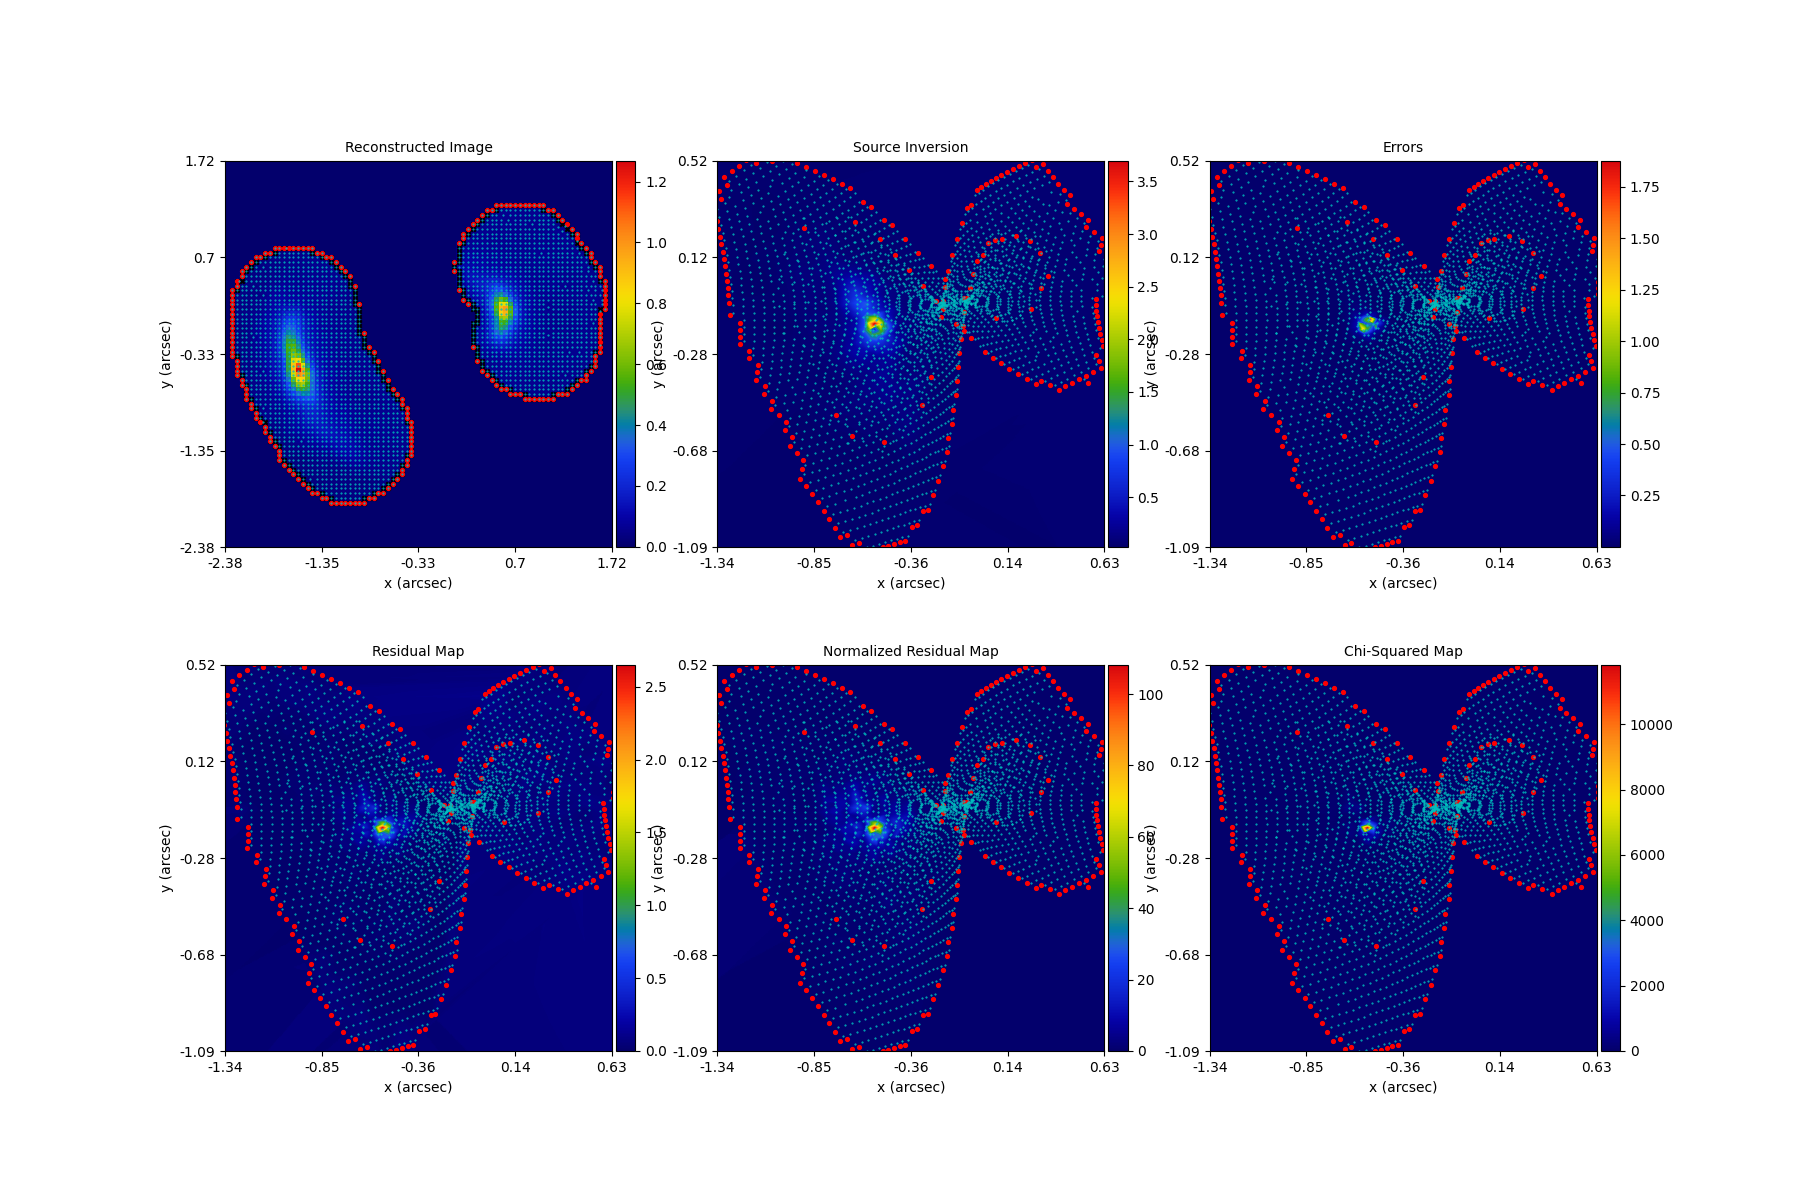 Reconstructed Image
1.72
0.7
-0.33
-1.35
-2.38
y (arcsec)
-2.38 -1.35 -0.33 0.7 1.72
x (arcsec)
1.2
1.0
0.8
0.6
0.4
0.2
0.0
Source Inversion
0.52
0.12
-0.28
-0.68
-1.09
y (arcsec)
-1.34 -0.85 -0.36 0.14 0.63
x (arcsec)
3.5
3.0
2.5
2.0
1.5
1.0
0.5
Errors
0.52
0.12
-0.28
-0.68
-1.09
y (arcsec)
-1.34 -0.85 -0.36 0.14 0.63
x (arcsec)
1.75
1.50
1.25
1.00
0.75
0.50
0.25
Residual Map
0.52
0.12
-0.28
-0.68
-1.09
y (arcsec)
-1.34 -0.85 -0.36 0.14 0.63
x (arcsec)
2.5
2.0
1.5
1.0
0.5
0.0
Normalized Residual Map
0.52
0.12
-0.28
-0.68
-1.09
y (arcsec)
-1.34 -0.85 -0.36 0.14 0.63
x (arcsec)
100
80
60
40
20
0
Chi-Squared Map
0.52
0.12
-0.28
-0.68
-1.09
y (arcsec)
-1.34 -0.85 -0.36 0.14 0.63
x (arcsec)
10000
8000
6000
4000
2000
0